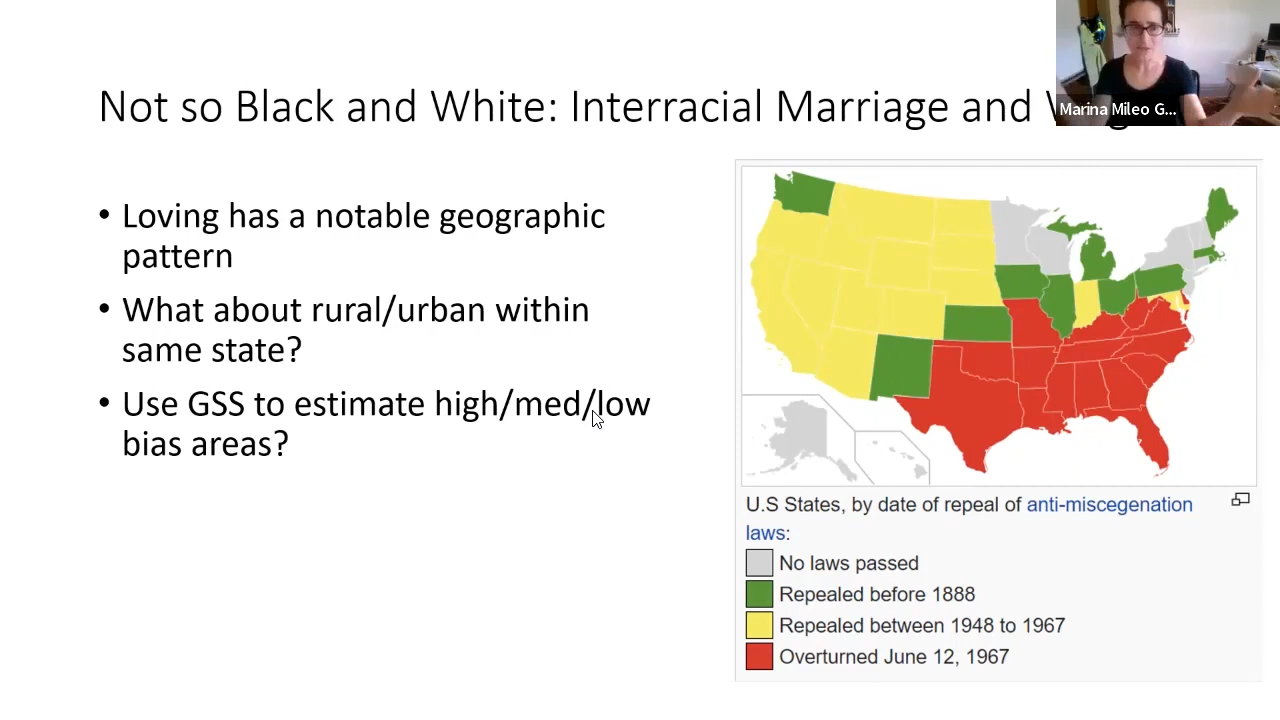 Not so Black and White: Interracial Marriage and
Marina Mileo G...
• Loving has a notable geographic
pattern
• What about rural/urban within
same state?
• Use GSS to estimate high/med/low
bias areas?
U.S States, by date of repeal of anti-miscegenation
laws:
No laws passed
Repealed before 1888
Repealed between 1948 to 1967
Overturned June 12, 1967